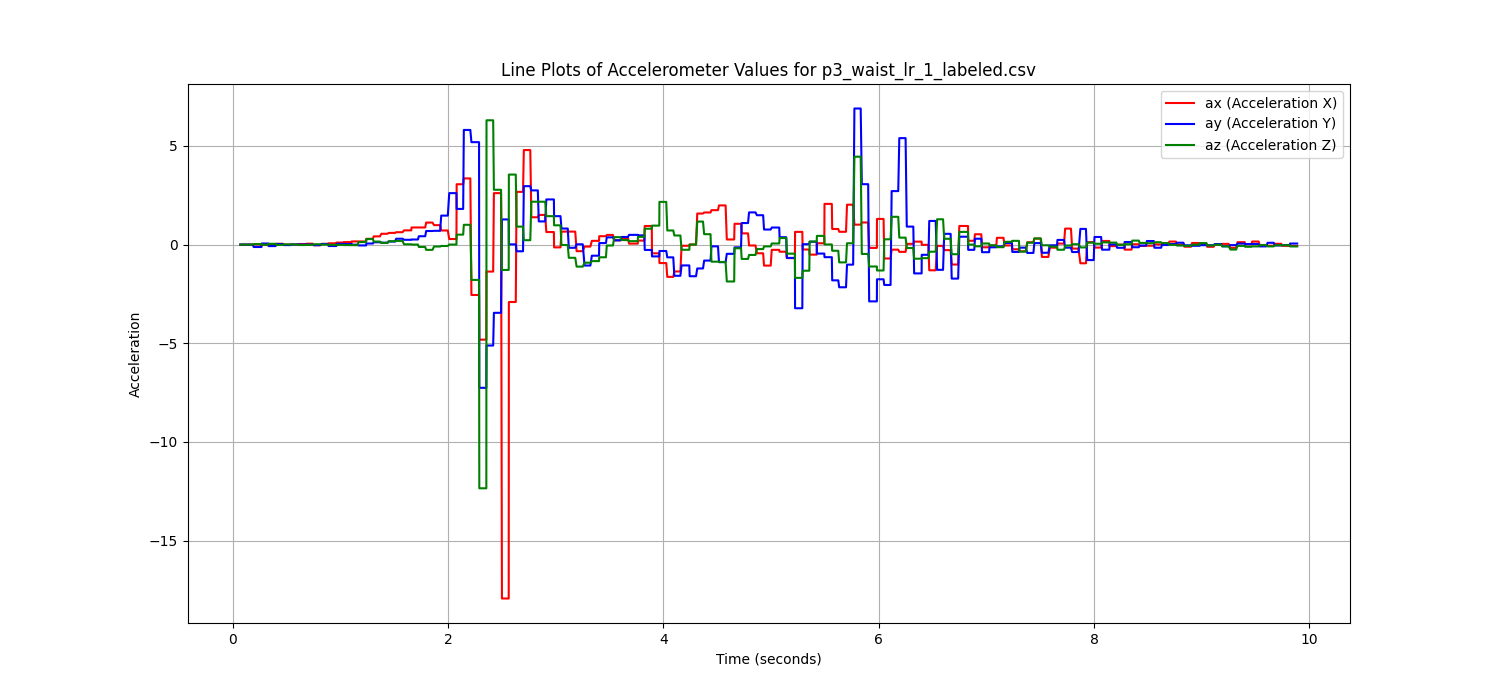 Line Plots of Accelerometer Values for p3_waist_lr_1_labeled.csv
ax (Acceleration X)
ay (Acceleration Y)
az (Acceleration Z)
Acceleration
5
0
−5
−10
−15
0 2 4 6 8 10
Time (seconds)